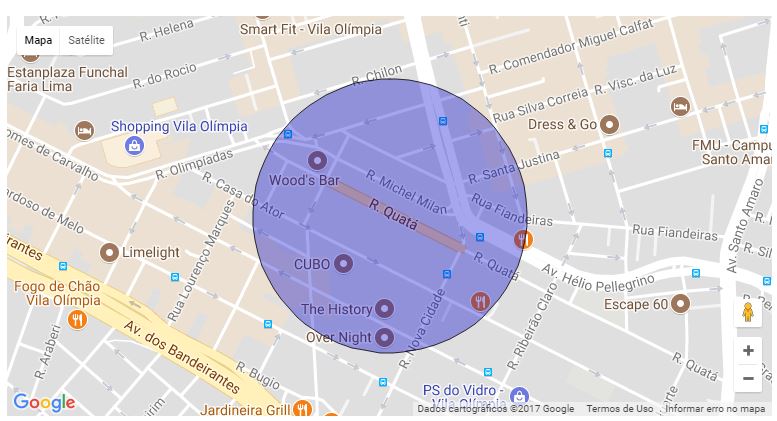 Mapa
Satélite
R. Helena
Smart Fit - Vila Olímpia
Estanplaza Funchal
Faria Lima
R. do Rocio
R. Chilon
R. Comendador Miguel Calfat
R. Visc. da Luz
Rua Silva Correia
Shopping Vila Olímpia
Dress & Go
FMU - Campu
Santo Amaro
omes de Carvalho
R. Olimpíadas
Wood's Bar
R. Michel Milan
R. Santa Justina
Rua Fiandeiras
Rua Fiandeiras
R. Casa do Ator
ardoso de Melo
R. Quatá
Av. Santo Amaro
eirantes
Limelight
Rua Lourenço Marques
CUBO
R. Quatá
Av. Hélio Pellegrino
Fogo de Chão
Vila Olímpia
The History
R. Nova Cidade
R. Ribeirão Claro
Escape 60
Av. dos Bandeirantes
Over Night
R. Araberi
R. Bugio
R. Quatá
orte
PS do Vidro -
Vila Olímpia
Jardineira Grill
Google
Dados cartográficos ©2017 Google
Termos de Uso
Informar erro no mapa